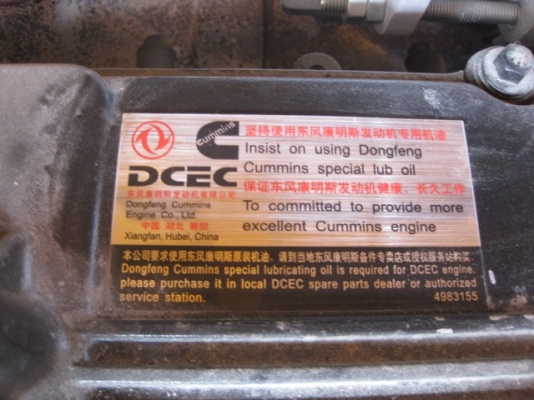 cummins
DCEC
东风康明斯发动机有限公司
Dongfeng Cummins
Engine Co., Ltd.
中国 湖北 襄樊
Xiangfan, Hubei, China
坚持使用东风康明斯发动机专用机油
Insist on using Dongfeng
Cummins special lub oil
保证东风康明斯发动机健康、长久工作
To committed to provide more
excellent Cummins engine
本公司要求使用东风康明斯原装机油，请到当地东风康明斯备件专卖店或授权服务站购买。
Dongfeng Cummins special lubricating oil is required for DCEC engine.
please purchase it in local DCEC spare parts dealer or authorized
service station.
4983155